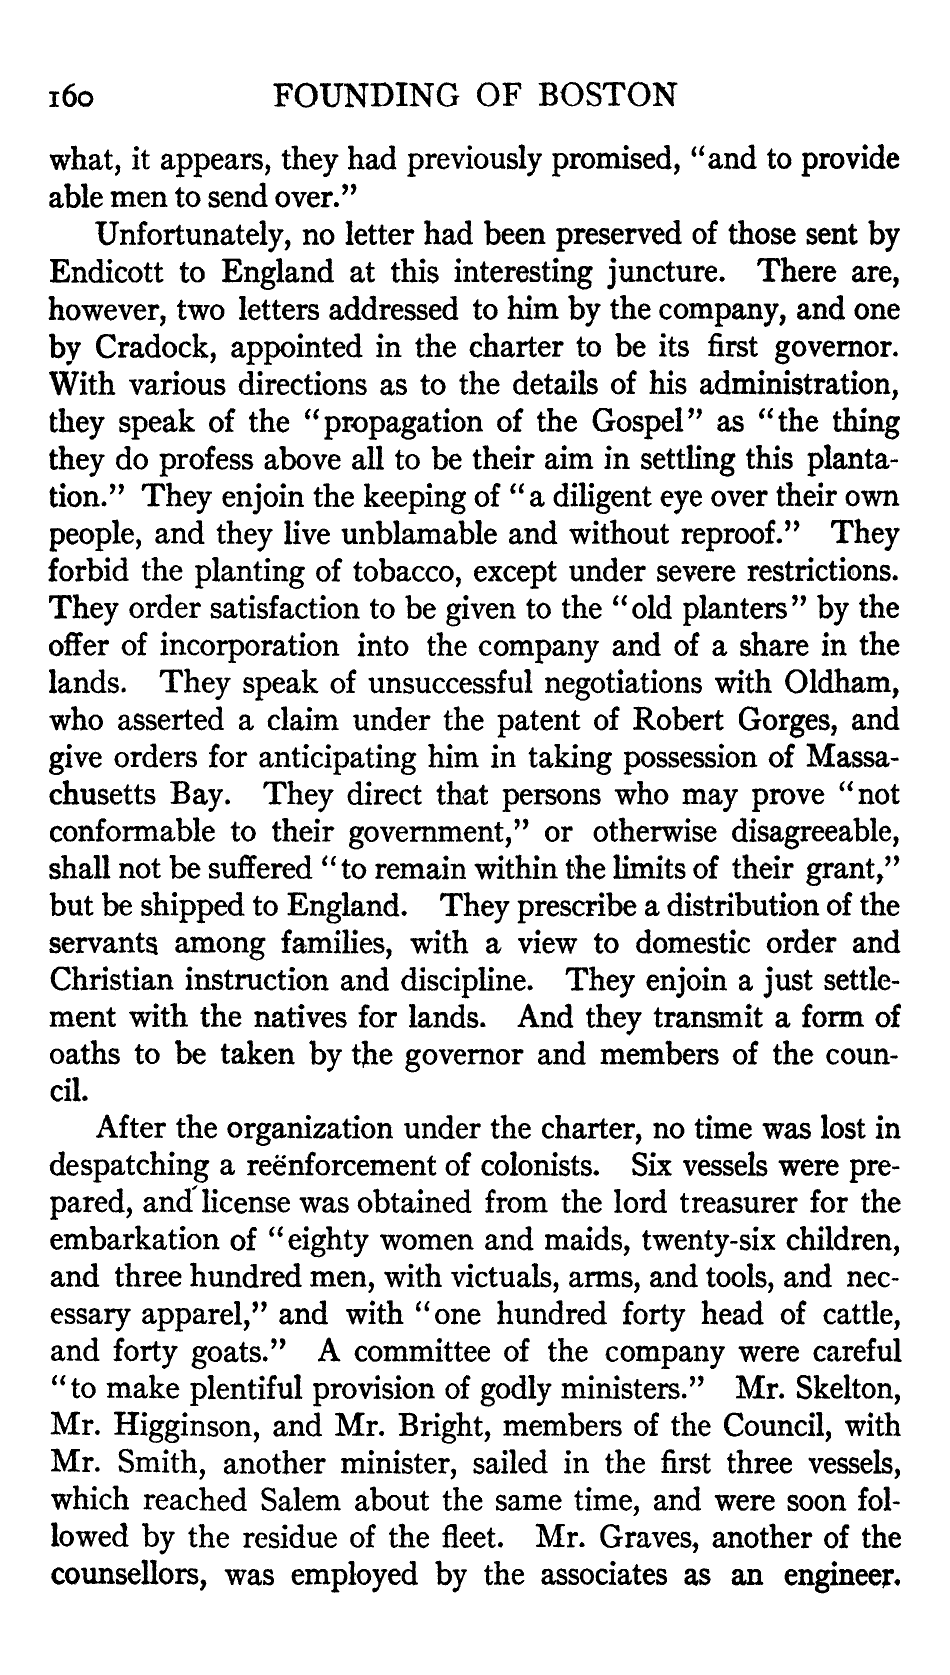 160 FOUNDING OF BOSTON
what, it appears, they had previously promised, "and to provide
able men to send over."
Unfortunately, no letter had been preserved of those sent by
Endicott to England at this interesting juncture. There are,
however, two letters addressed to him by the company, and one
by Cradock, appointed in the charter to be its first governor.
With various directions as to the details of his administration,
they speak of the "propagation of the Gospel" as "the thing
they do profess above all to be their aim in settling this planta-
tion." They enjoin the keeping of "a diligent eye over their own
people, and they live unblamable and without reproof." They
forbid the planting of tobacco, except under severe restrictions.
They order satisfaction to be given to the "old planters" by the
offer of incorporation into the company and of a share in the
lands. They speak of unsuccessful negotiations with Oldham,
who asserted a claim under the patent of Robert Gorges, and
give orders for anticipating him in taking possession of Massa-
chusetts Bay. They direct that persons who may prove "not
conformable to their government," or otherwise disagreeable,
shall not be suffered "to remain within the limits of their grant,"
but be shipped to England. They prescribe a distribution of the
servants among families, with a view to domestic order and
Christian instruction and discipline. They enjoin a just settle-
ment with the natives for lands. And they transmit a form of
oaths to be taken by the governor and members of the coun-
cil.
After the organization under the charter, no time was lost in
despatching a reënforcement of colonists. Six vessels were pre-
pared, and license was obtained from the lord treasurer for the
embarkation of "eighty women and maids, twenty-six children,
and three hundred men, with victuals, arms, and tools, and nec-
essary apparel," and with "one hundred forty head of cattle,
and forty goats." A committee of the company were careful
"to make plentiful provision of godly ministers." Mr. Skelton,
Mr. Higginson, and Mr. Bright, members of the Council, with
Mr. Smith, another minister, sailed in the first three vessels,
which reached Salem about the same time, and were soon fol-
lowed by the residue of the fleet. Mr. Graves, another of the
counsellors, was employed by the associates as an engineer.